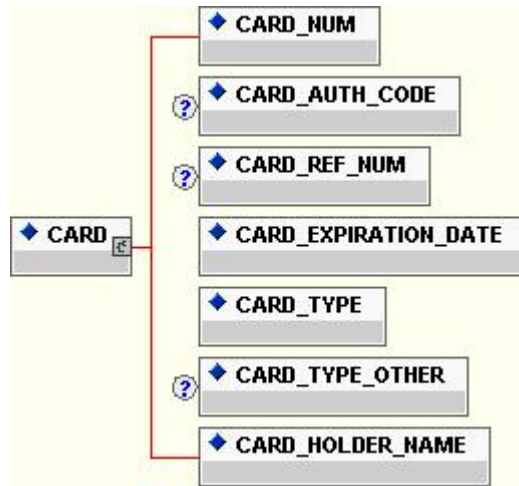 CARD_NUM
?
CARD_AUTH_CODE
?
CARD_REF_NUM
CARD
CARD_EXPIRATION_DATE
CARD_TYPE
?
CARD_TYPE_OTHER
CARD_HOLDER_NAME